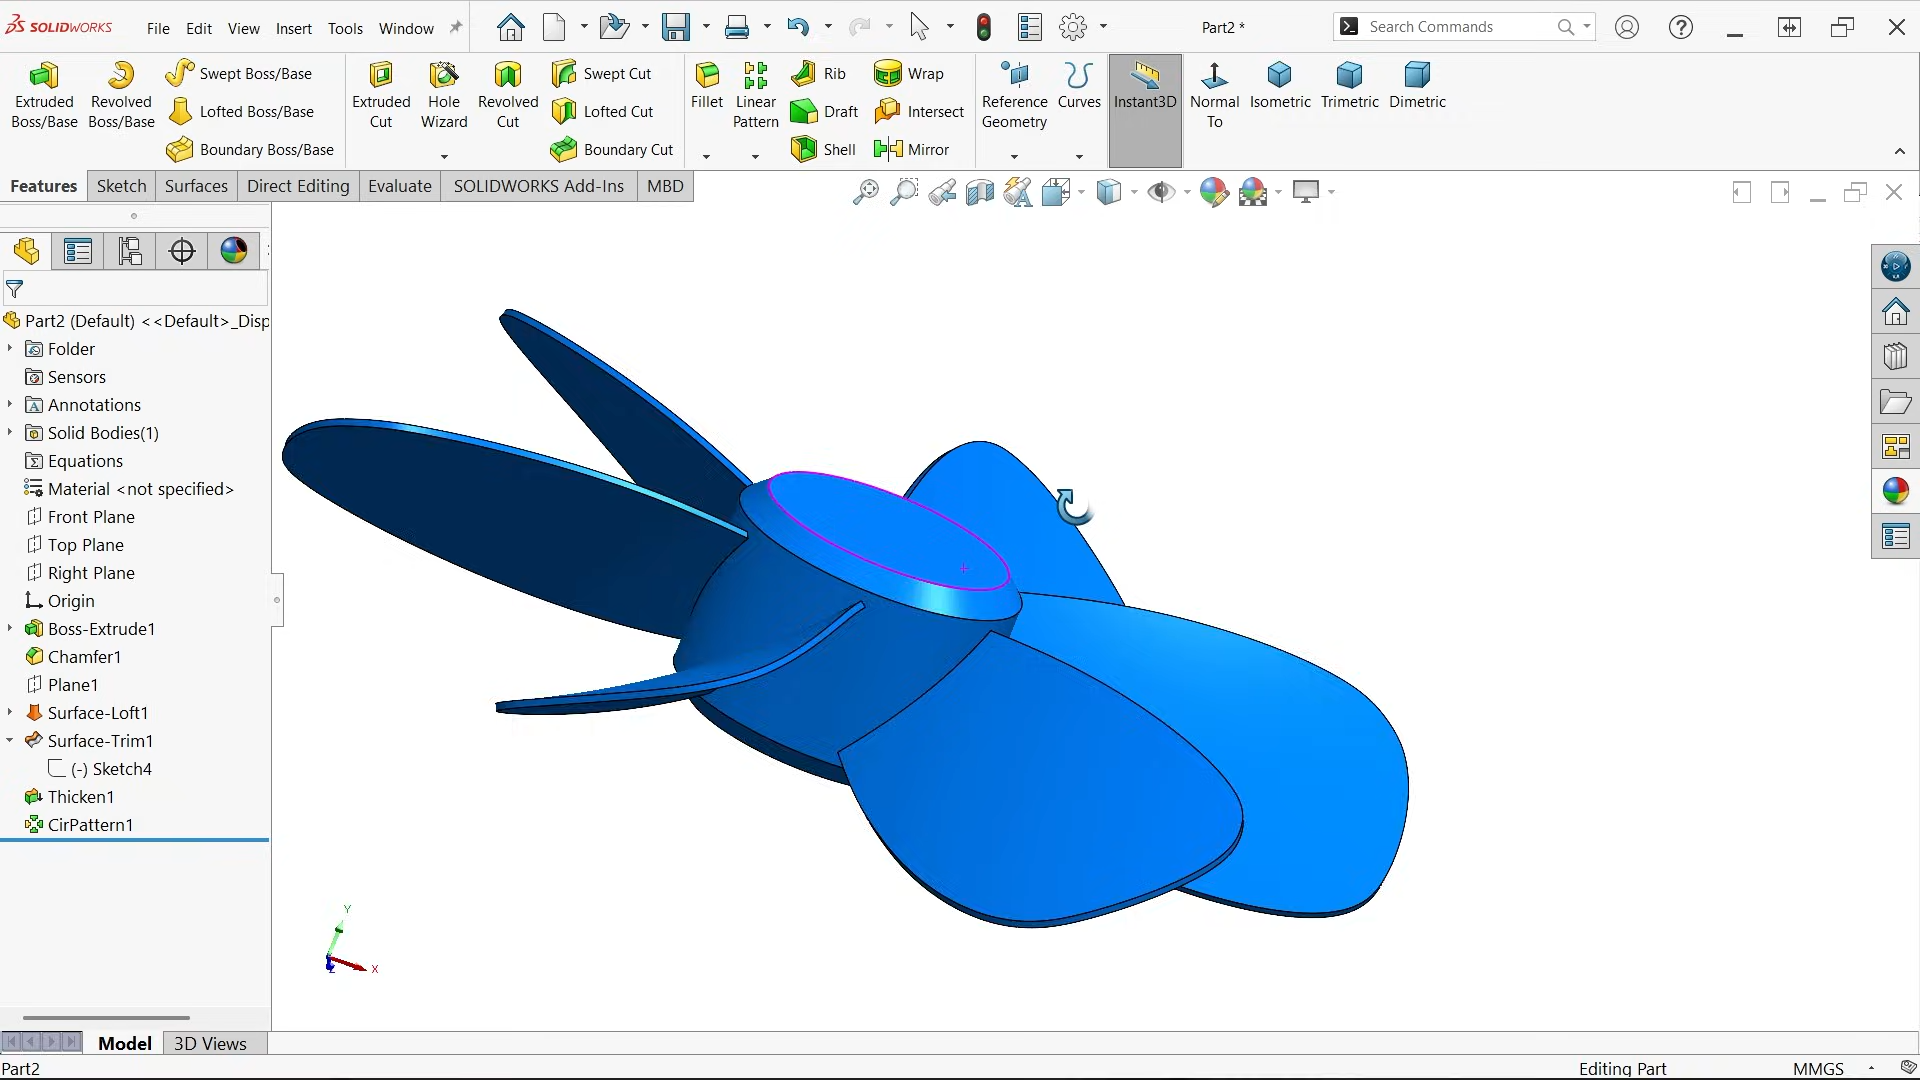 SOLIDWORKS File Edit View Insert Tools Window Part2 * Search Commands
Extruded Boss/Base
Revolved Boss/Base
Swept Boss/Base
Lofted Boss/Base
Boundary Boss/Base
Extruded Cut
Hole Wizard
Revolved Cut
Swept Cut
Lofted Cut
Boundary Cut
Fillet
Linear Pattern
Rib
Draft
Shell
Wrap
Intersect
Mirror
Reference Geometry
Curves
Instant3D
Normal To
Isometric
Trimetric
Dimetric
Features Sketch Surfaces Direct Editing Evaluate SOLIDWORKS Add-Ins MBD
Part2 (Default) <<Default>_Disp
Folder
Sensors
Annotations
Solid Bodies(1)
Equations
Material <not specified>
Front Plane
Top Plane
Right Plane
Origin
Boss-Extrude1
Chamfer1
Plane1
Surface-Loft1
Surface-Trim1
(-) Sketch4
Thicken1
CirPattern1
Y
X
Z
Model 3D Views
Part2 Editing Part MMGS